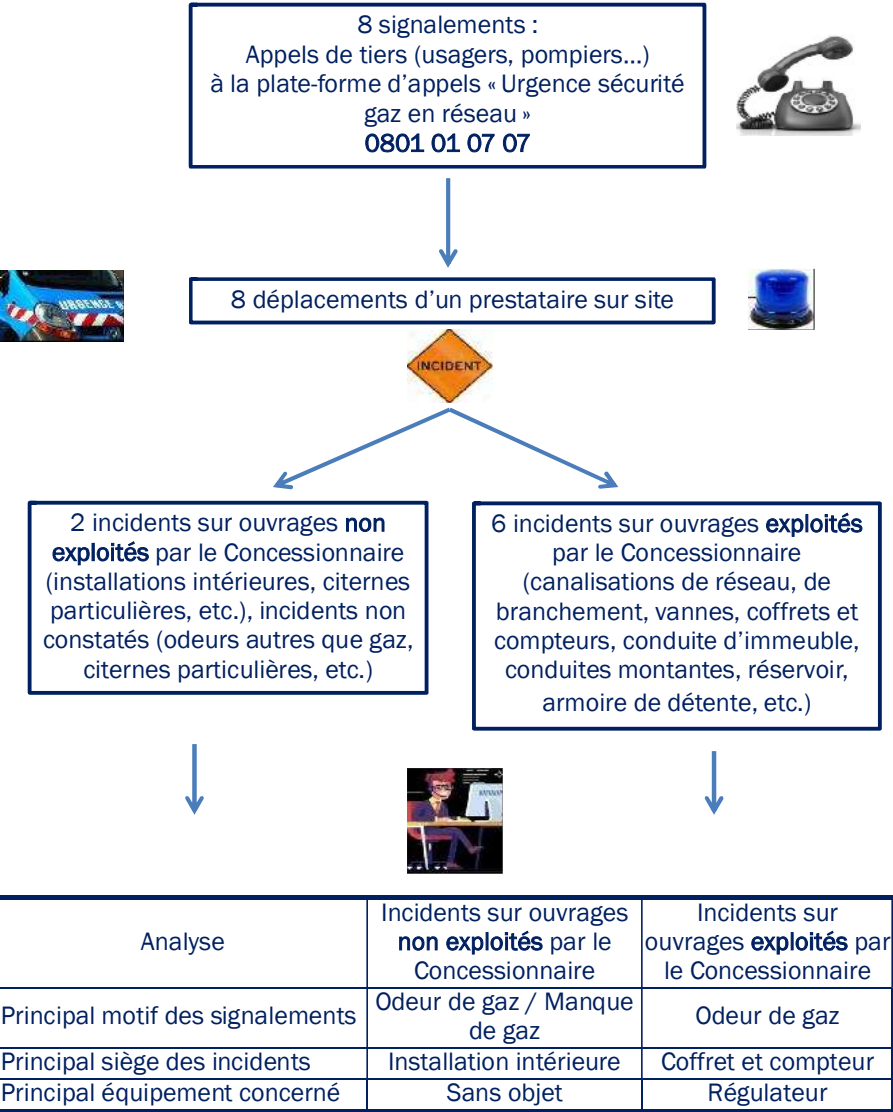 8 signalements :
Appels de tiers (usagers, pompiers…)
à la plate-forme d'appels « Urgence sécurité
gaz en réseau »
0801 01 07 07
URGENCE
8 déplacements d'un prestataire sur site
INCIDENT
2 incidents sur ouvrages non
exploités par le Concessionnaire
(installations intérieures, citernes
particulières, etc.), incidents non
constatés (odeurs autres que gaz,
citernes particulières, etc.)
6 incidents sur ouvrages exploités
par le Concessionnaire
(canalisations de réseau, de
branchement, vannes, coffrets et
compteurs, conduite d'immeuble,
conduites montantes, réservoir,
armoire de détente, etc.)
Analyse
Incidents sur ouvrages
non exploités par le
Concessionnaire
Incidents sur
ouvrages exploités par
le Concessionnaire
Principal motif des signalements
Odeur de gaz / Manque
de gaz
Odeur de gaz
Principal siège des incidents
Installation intérieure
Coffret et compteur
Principal équipement concerné
Sans objet
Régulateur